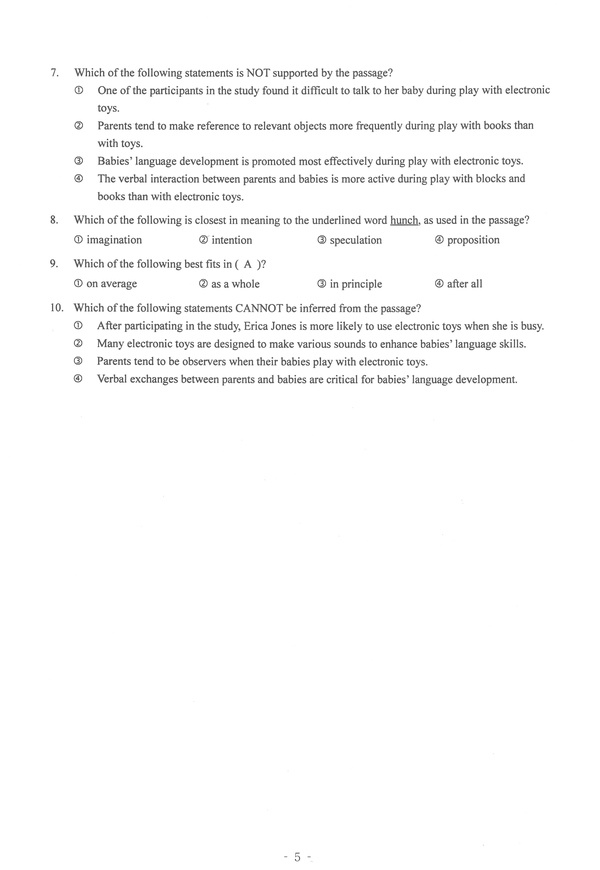 7. Which of the following statements is NOT supported by the passage?
① One of the participants in the study found it difficult to talk to her baby during play with electronic
toys.
② Parents tend to make reference to relevant objects more frequently during play with books than
with toys.
③ Babies' language development is promoted most effectively during play with electronic toys.
④ The verbal interaction between parents and babies is more active during play with blocks and
books than with electronic toys.
8. Which of the following is closest in meaning to the underlined word hunch, as used in the passage?
① imagination ② intention ③ speculation ④ proposition
9. Which of the following best fits in ( A )?
① on average ② as a whole ③ in principle ④ after all
10. Which of the following statements CANNOT be inferred from the passage?
① After participating in the study, Erica Jones is more likely to use electronic toys when she is busy.
② Many electronic toys are designed to make various sounds to enhance babies' language skills.
③ Parents tend to be observers when their babies play with electronic toys.
④ Verbal exchanges between parents and babies are critical for babies' language development.
- 5 -